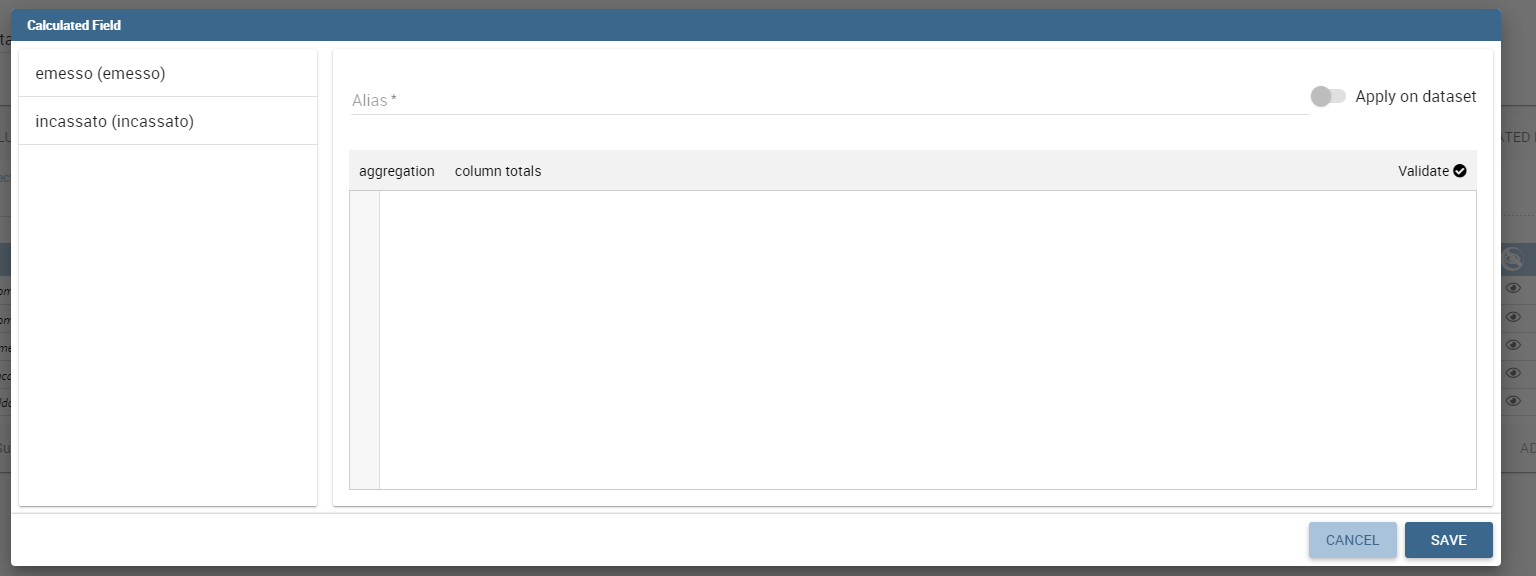 Calculated Field
emesso (emesso)
incassato (incassato)
Alias *
Apply on dataset
aggregation column totals Validate
CANCEL SAVE